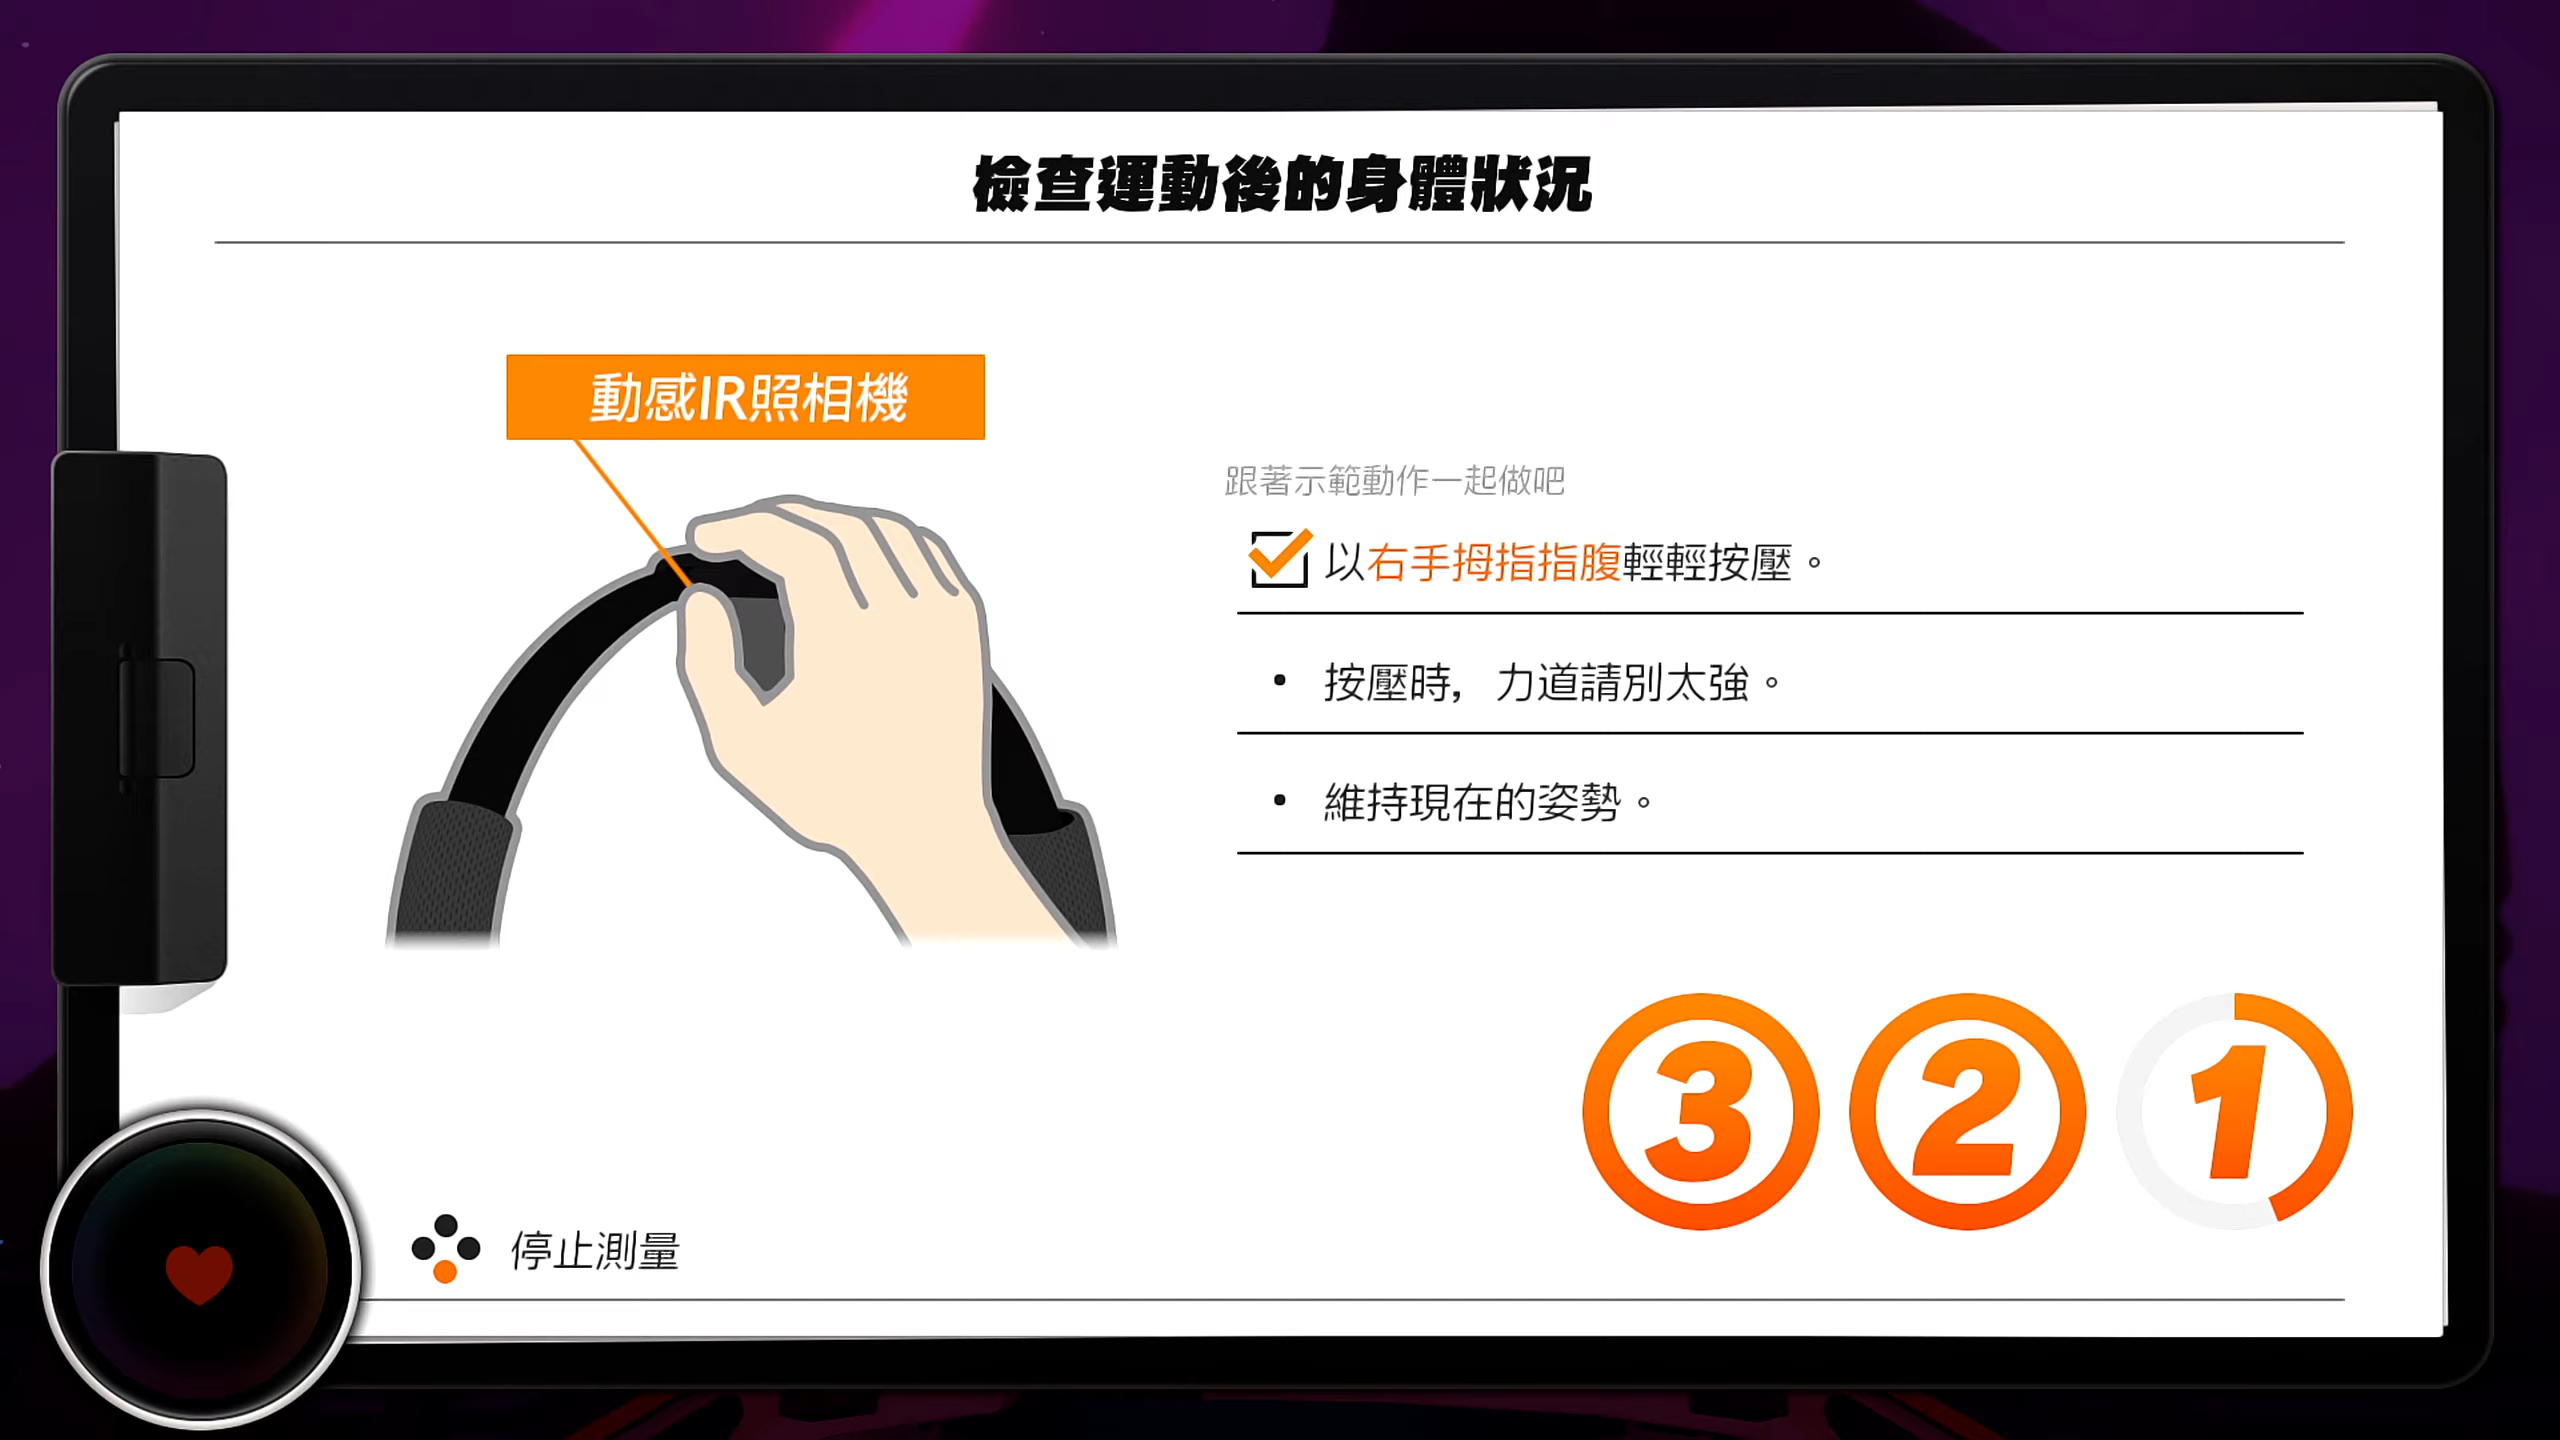 檢查運動後的身體狀況
動感IR照相機
跟著示範動作一起做吧
以右手拇指指腹輕輕按壓。
• 按壓時，力道請別太強。
• 維持現在的姿勢。
3 2 1
停止測量